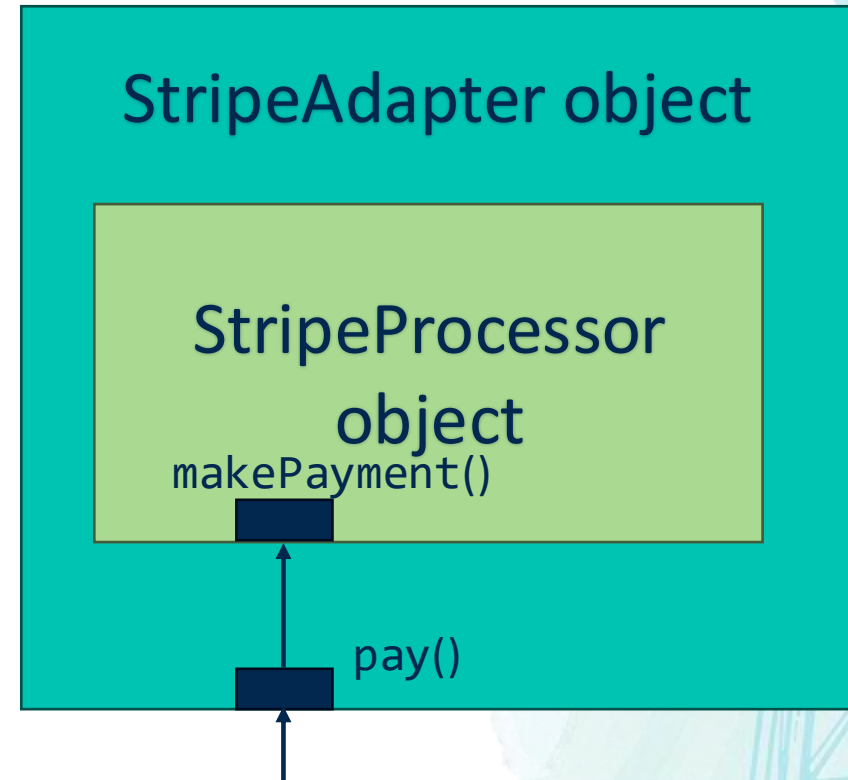 StripeAdapter object
StripeProcessor
object
makePayment()
pay()